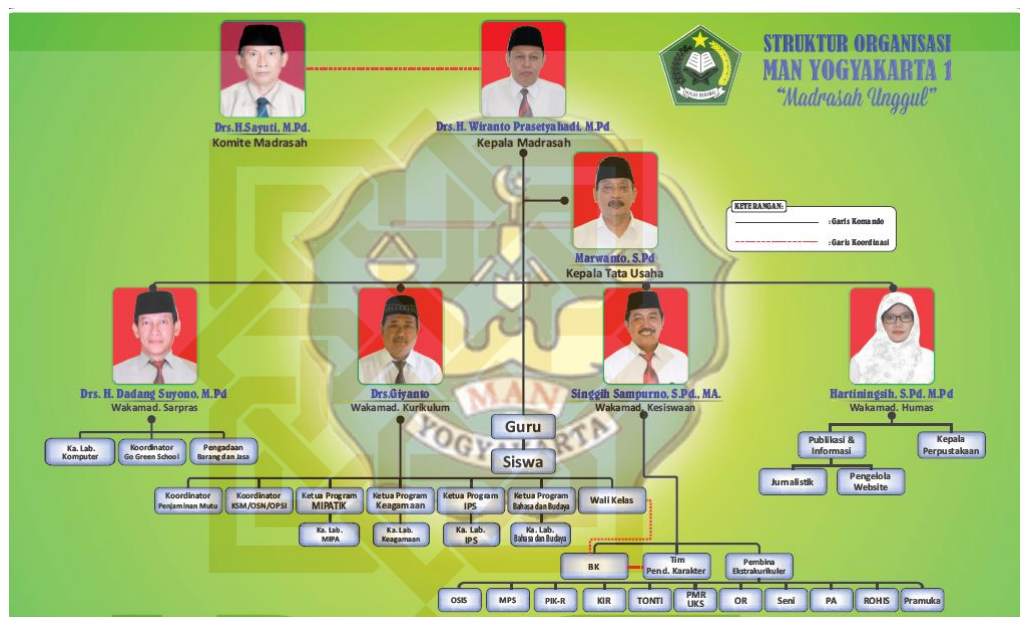 STRUKTUR ORGANISASI
MAN YOGYAKARTA 1
"Madrasah Unggul"
Drs.H.Sayuti, M.Pd.
Komite Madrasah
Drs.H. Wiranto Prasetyahadi, M.Pd
Kepala Madrasah
Marwanto, S.Pd
Kepala Tata Usaha
KETERANGAN:
: Garis Komando
: Garis Koordinasi
Drs. H. Dadang Suyono, M.Pd
Wakamad. Sarpras
Drs.Giyanto
Wakamad. Kurikulum
Singgih Sampurno, S.Pd., MA.
Wakamad. Kesiswaan
Hartiningsih, S.Pd. M.Pd
Wakamad. Humas
MAN
YOGYAKARTA
Guru
Siswa
Ka. Lab.
Komputer
Koordinator
Go Green School
Pengadaan
Barang dan Jasa
Publikasi &
Informasi
Kepala
Perpustakaan
Jurnalistik
Pengelola
Website
Koordinator
Penjaminan Mutu
Koordinator
KSM/OSN/OPSI
Ketua Program
MIPATIK
Ketua Program
Keagamaan
Ketua Program
IPS
Ketua Program
Bahasa dan Budaya
Wali Kelas
Ka. Lab.
MIPA
Ka. Lab.
Keagamaan
Ka. Lab.
IPS
Ka. Lab.
Bahasa dan Budaya
BK
Tim
Pend. Karakter
Pembina
Ekstrakurikuler
OSIS
MPS
PIK-R
KIR
TONTI
PMR
UKS
OR
Seni
PA
ROHIS
Pramuka